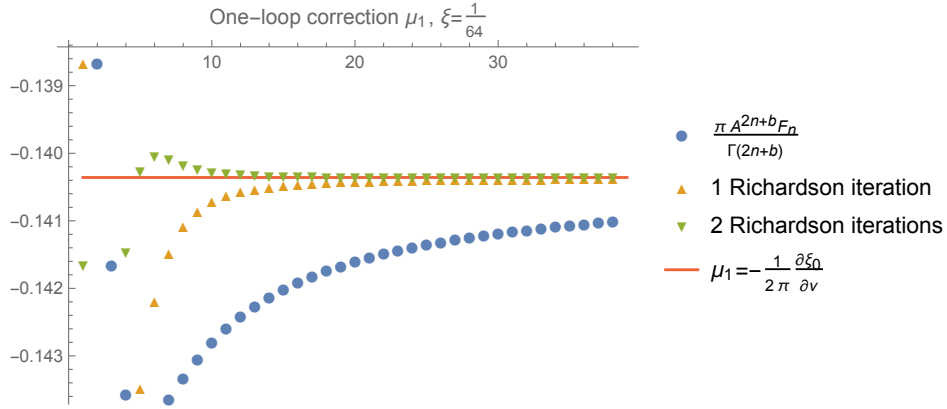 One-loop correction μ₁, ξ=1/64
10 20 30
-0.139
-0.140
-0.141
-0.142
-0.143
π A^{2n+b} F_n / Γ(2n+b)
1 Richardson iteration
2 Richardson iterations
μ₁=-1/(2 π) ∂ξ₀/∂ν